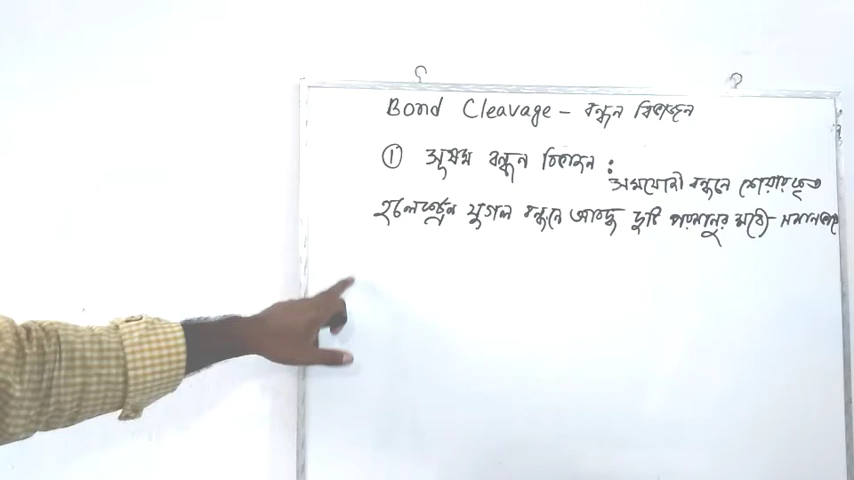 Bond Cleavage - বন্ধন বিভাজন
① সুষম বন্ধন বিভাজন :
সমযোজী বন্ধনে শেয়ারকৃত
ইলেকট্রন যুগল বন্ধনে আবদ্ধ দুটি পরমানুর মধ্যে সমানভাবে